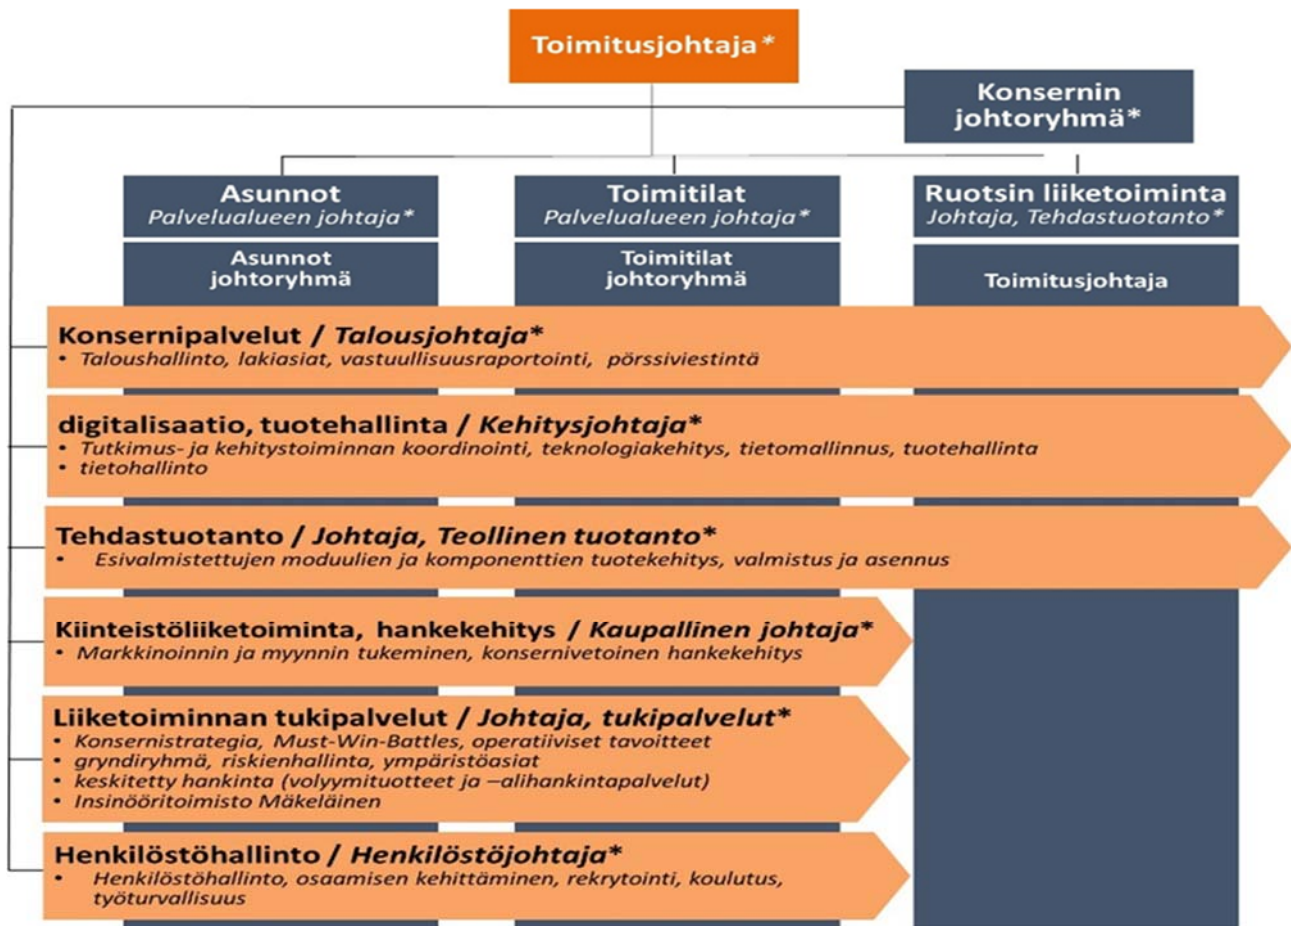 Toimitusjohtaja*
Konsernin
johtoryhmä*
Asunnot
Palvelualueen johtaja*
Toimitilat
Palvelualueen johtaja*
Ruotsin liiketoiminta
Johtaja, Tehdastuotanto*
Asunnot
johtoryhmä
Toimitilat
johtoryhmä
Toimitusjohtaja
Konsernipalvelut / Talousjohtaja*
• Taloushallinto, lakiasiat, vastuullisuusraportointi, pörssiviestintä
digitalisaatio, tuotehallinta / Kehitysjohtaja*
• Tutkimus- ja kehitystoiminnan koordinointi, teknologiakehitys, tietomallinnus, tuotehallinta
• tietohallinto
Tehdastuotanto / Johtaja, Teollinen tuotanto*
• Esivalmistettujen moduulien ja komponenttien tuotekehitys, valmistus ja asennus
Kiinteistöliiketoiminta, hankekehitys / Kaupallinen johtaja*
• Markkinoinnin ja myynnin tukeminen, konsernivetoinen hankekehitys
Liiketoiminnan tukipalvelut / Johtaja, tukipalvelut*
• Konsernistrategia, Must-Win-Battles, operatiiviset tavoitteet
• gryndiryhmä, riskienhallinta, ympäristöasiat
• keskitetty hankinta (volyymituotteet ja –alihankintapalvelut)
• Insinööritoimisto Mäkeläinen
Henkilöstöhallinto / Henkilöstöjohtaja*
• Henkilöstöhallinto, osaamisen kehittäminen, rekrytointi, koulutus,
työturvallisuus